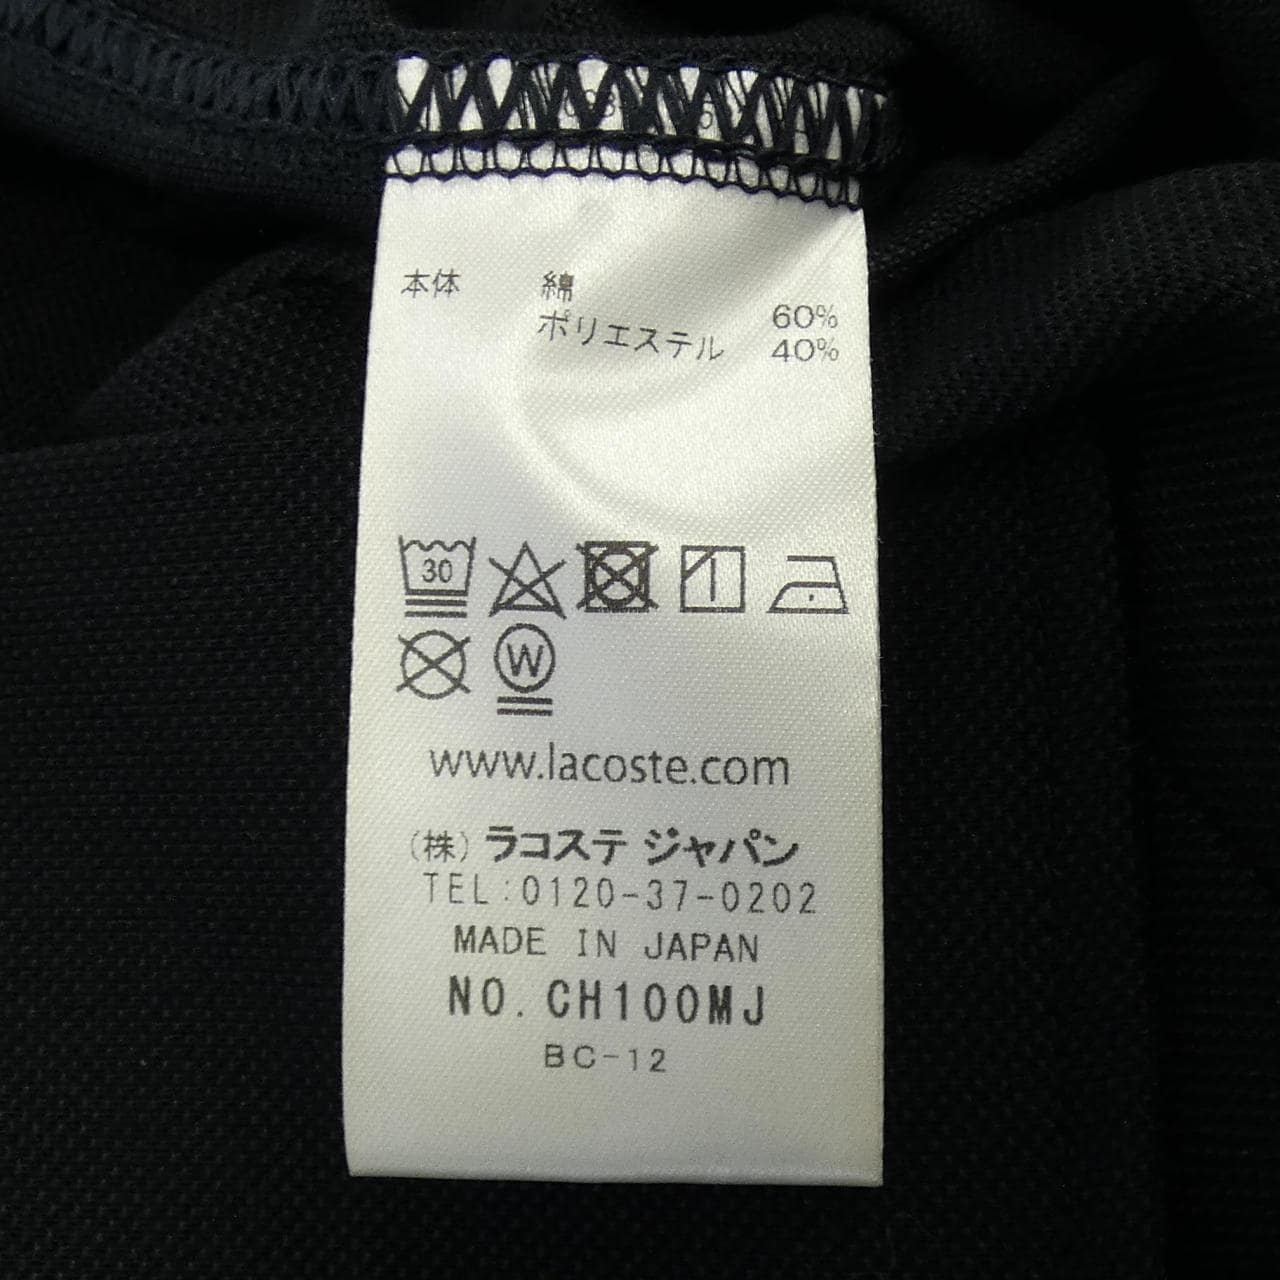 本体 綿 60%
ポリエステル 40%
30
W
www.lacoste.com
(株) ラコステ ジャパン
TEL:0120-37-0202
MADE IN JAPAN
NO. CH100MJ
BC-12